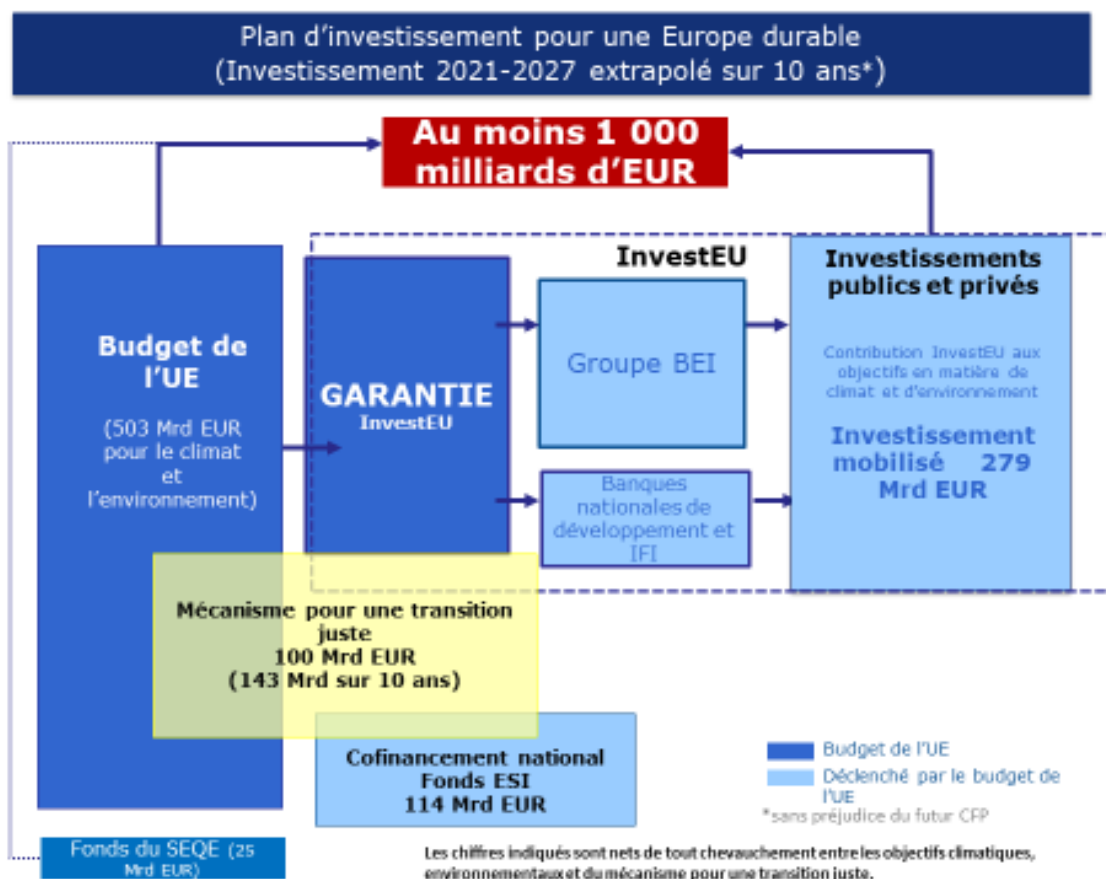 Plan d’investissement pour une Europe durable
(Investissement 2021-2027 extrapolé sur 10 ans*)
Au moins 1 000
milliards d’EUR
Budget de
l’UE
(503 Mrd EUR
pour le climat
et
l’environnement)
InvestEU
GARANTIE
InvestEU
Groupe BEI
Banques
nationales de
développement et
IFI
Investissements
publics et privés
Contribution InvestEU aux
objectifs en matière de
climat et d’environnement
Investissement
mobilisé 279
Mrd EUR
Mécanisme pour une transition
juste
100 Mrd EUR
(143 Mrd sur 10 ans)
Cofinancement national
Fonds ESI
114 Mrd EUR
Budget de l’UE
Déclenché par le budget de
l’UE
*sans préjudice du futur CFP
Fonds du SEQE (25
Mrd EUR)
Les chiffres indiqués sont nets de tout chevauchement entre les objectifs climatiques,
environnementaux et du mécanisme pour une transition juste.